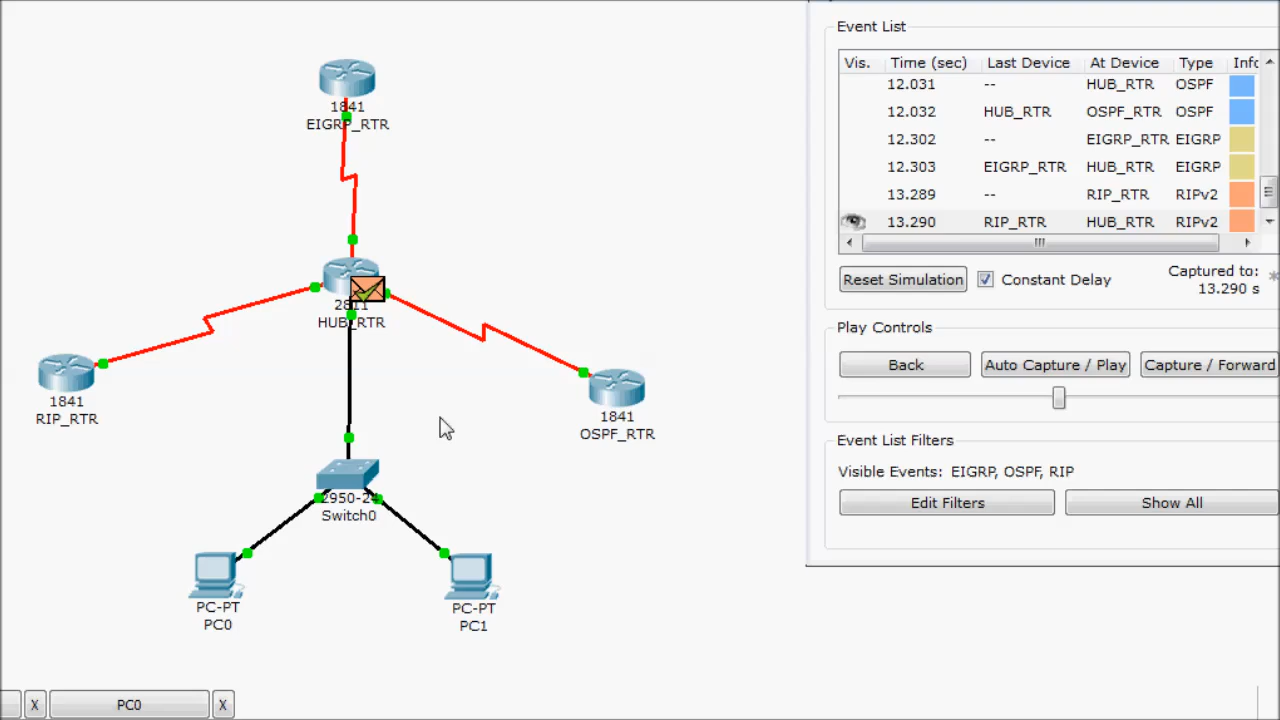 1841
EIGRP_RTR
2811
HUB_RTR
1841
RIP_RTR
1841
OSPF_RTR
2950-24
Switch0
PC-PT
PC0
PC-PT
PC1
X
PC0
X
Event List
Vis. Time (sec) Last Device At Device Type Info
12.031 -- HUB_RTR OSPF
12.032 HUB_RTR OSPF_RTR OSPF
12.302 -- EIGRP_RTR EIGRP
12.303 EIGRP_RTR HUB_RTR EIGRP
13.289 -- RIP_RTR RIPv2
13.290 RIP_RTR HUB_RTR RIPv2
Reset Simulation Constant Delay Captured to:
13.290 s
Play Controls
Back Auto Capture / Play Capture / Forward
Event List Filters
Visible Events: EIGRP, OSPF, RIP
Edit Filters Show All